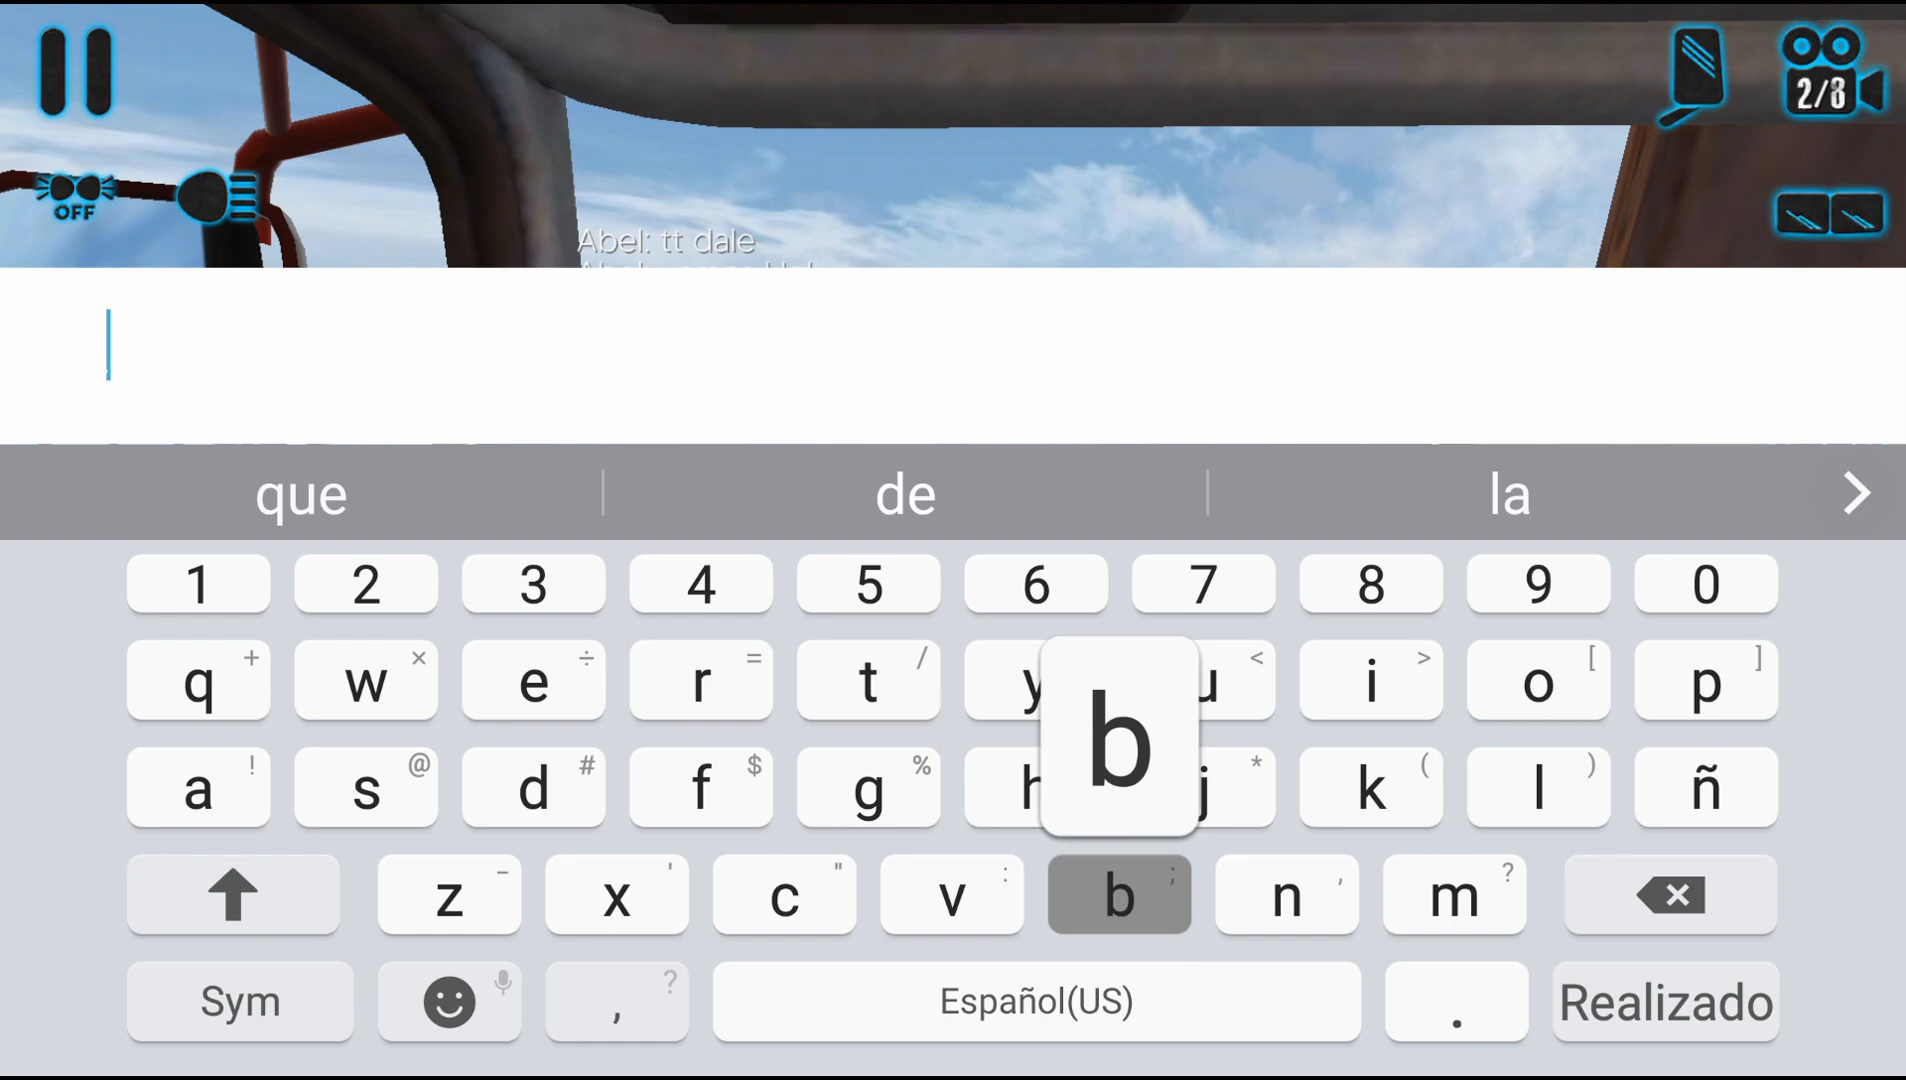 2/8
OFF
Abel: tt dale
que de la
1 2 3 4 5 6 7 8 9 0
q + w × e ÷ r = t / y u < i > o [ p ]
a ! s @ d # f $ g % h j * k ( l ) ñ
b
z - x ' c " v : b ; n , m ?
Sym , ? Español(US) . Realizado